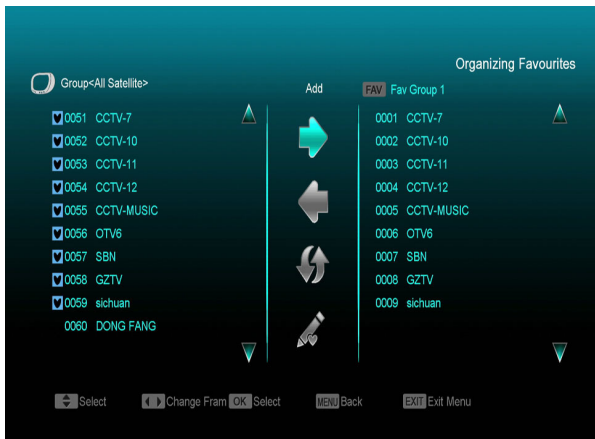 Organizing Favourites
Group<All Satellite>
Add
FAV Fav Group 1
0051 CCTV-7
0052 CCTV-10
0053 CCTV-11
0054 CCTV-12
0055 CCTV-MUSIC
0056 OTV6
0057 SBN
0058 GZTV
0059 sichuan
0060 DONG FANG
0001 CCTV-7
0002 CCTV-10
0003 CCTV-11
0004 CCTV-12
0005 CCTV-MUSIC
0006 OTV6
0007 SBN
0008 GZTV
0009 sichuan
Select Change Fram OK Select MENU Back EXIT Exit Menu